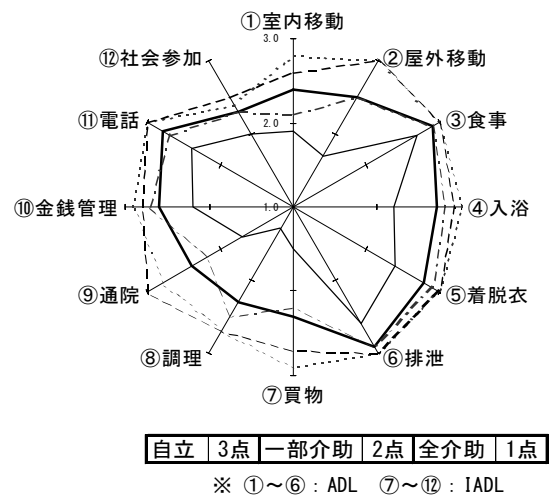 ①室内移動
3.0
⑫社会参加
②屋外移動
⑪電話
2.0
③食事
⑩金銭管理
1.0
④入浴
⑨通院
⑤着脱衣
⑧調理
⑥排泄
⑦買物
自立 3点 一部介助 2点 全介助 1点
※ ①～⑥：ADL ⑦～⑫：IADL